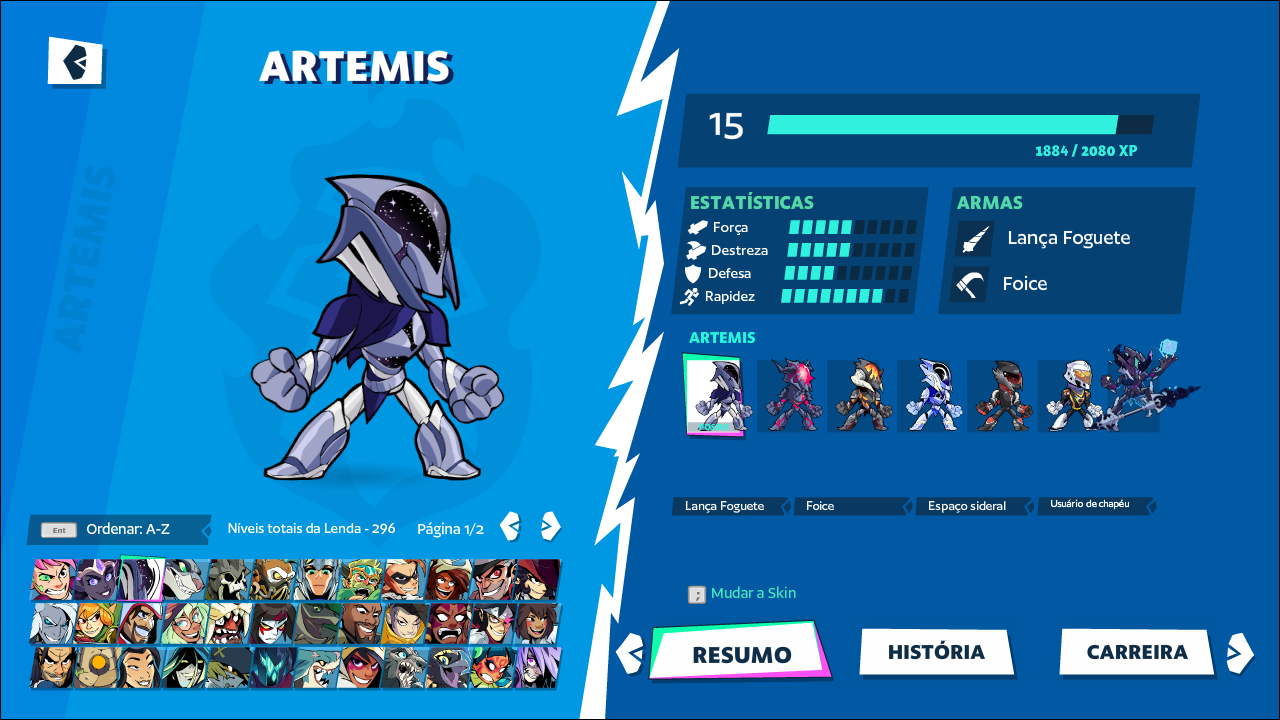 ARTEMIS
ARTEMIS
15
1884 / 2080 XP
ESTATÍSTICAS
Força
Destreza
Defesa
Rapidez
ARMAS
Lança Foguete
Foice
ARTEMIS
Lança Foguete
Foice
Espaço sideral
Usuário de chapéu
Ent
Ordenar: A-Z
Níveis totais da Lenda - 296
Página 1/2
; Mudar a Skin
RESUMO
HISTÓRIA
CARREIRA